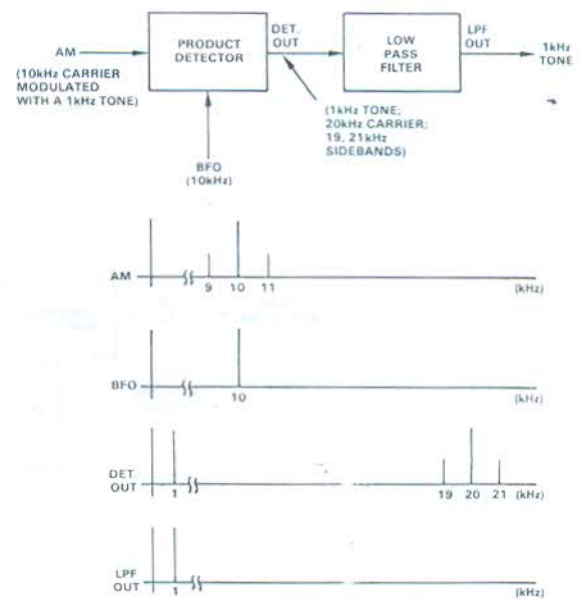 AM
(10kHz CARRIER
MODULATED
WITH A 1kHz TONE)
PRODUCT
DETECTOR
DET.
OUT
LOW
PASS
FILTER
LPF
OUT
1kHz
TONE
(1kHz TONE;
20kHz CARRIER;
19, 21kHz
SIDEBANDS)
BFO
(10kHz)
AM
9 10 11 (kHz)
BFO
10 (kHz)
DET.
OUT
1 19 20 21 (kHz)
LPF
OUT
1 (kHz)